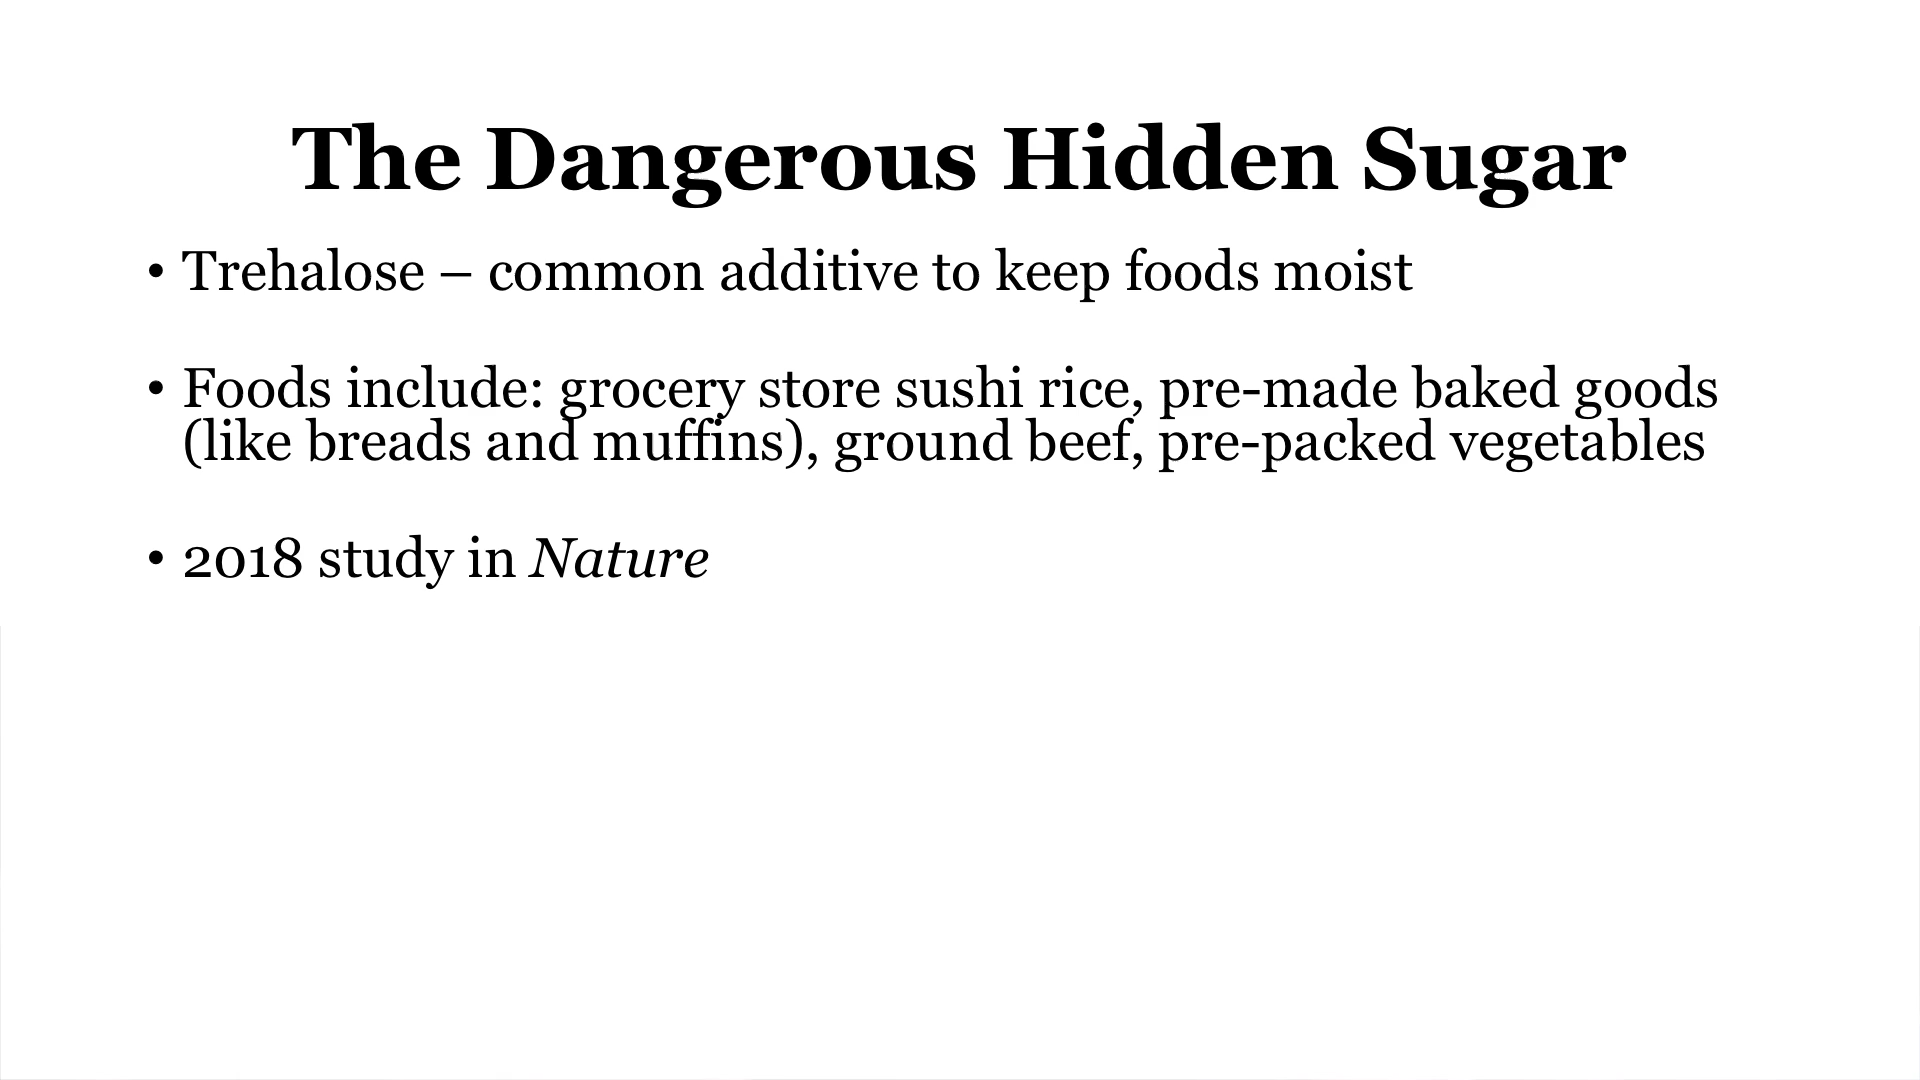 The Dangerous Hidden Sugar
• Trehalose – common additive to keep foods moist
• Foods include: grocery store sushi rice, pre-made baked goods
(like breads and muffins), ground beef, pre-packed vegetables
• 2018 study in Nature